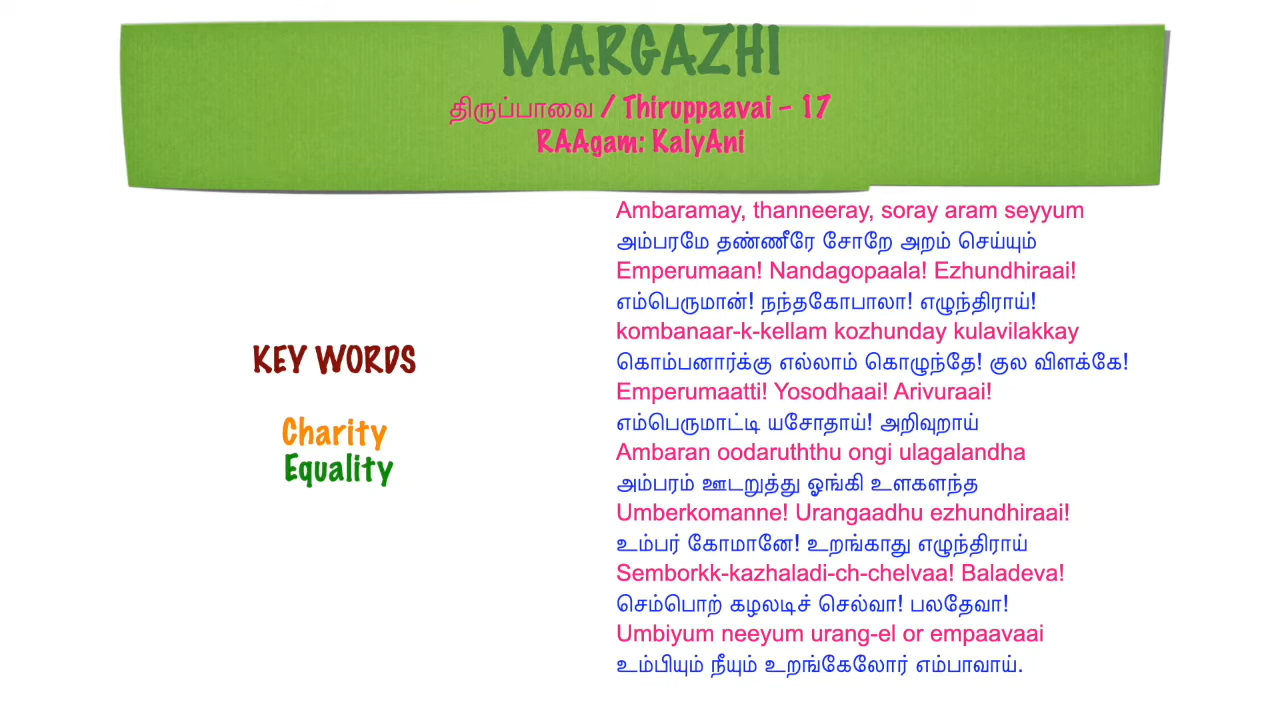 MARGAZHI
திருப்பாவை / Thiruppaavai – 17
RAAgam: KalyAni
KEY WORDS
Charity
Equality
Ambaramay, thanneeray, soray aram seyyum
அம்பரமே தண்ணீரே சோறே அறம் செய்யும்
Emperumaan! Nandagopaala! Ezhundhiraai!
எம்பெருமான்! நந்தகோபாலா! எழுந்திராய்!
kombanaar-k-kellam kozhunday kulavilakkay
கொம்பனார்க்கு எல்லாம் கொழுந்தே! குல விளக்கே!
Emperumaatti! Yosodhaai! Arivuraai!
எம்பெருமாட்டி யசோதாய்! அறிவுறாய்
Ambaran oodaruththu ongi ulagalandha
அம்பரம் ஊடறுத்து ஓங்கி உளகளந்த
Umberkomanne! Urangaadhu ezhundhiraai!
உம்பர் கோமானே! உறங்காது எழுந்திராய்
Semborkk-kazhaladi-ch-chelvaa! Baladeva!
செம்பொற் கழலடிச் செல்வா! பலதேவா!
Umbiyum neeyum urang-el or empaavaai
உம்பியும் நீயும் உறங்கேலோர் எம்பாவாய்.